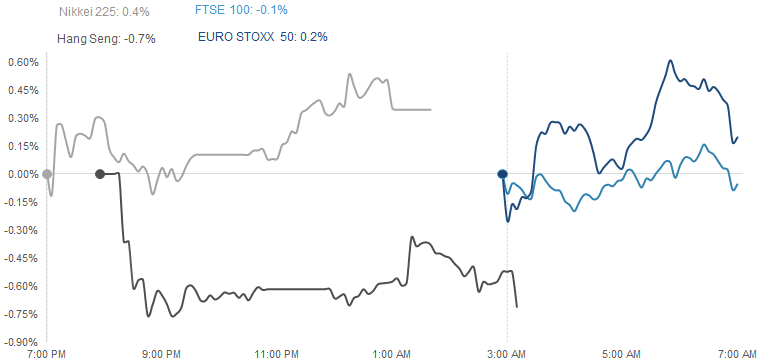 Nikkei 225: 0.4%
FTSE 100: -0.1%
Hang Seng: -0.7%
EURO STOXX 50: 0.2%
0.60%
0.45%
0.30%
0.15%
0.00%
-0.15%
-0.30%
-0.45%
-0.60%
-0.75%
-0.90%
7:00 PM
9:00 PM
11:00 PM
1:00 AM
3:00 AM
5:00 AM
7:00 AM